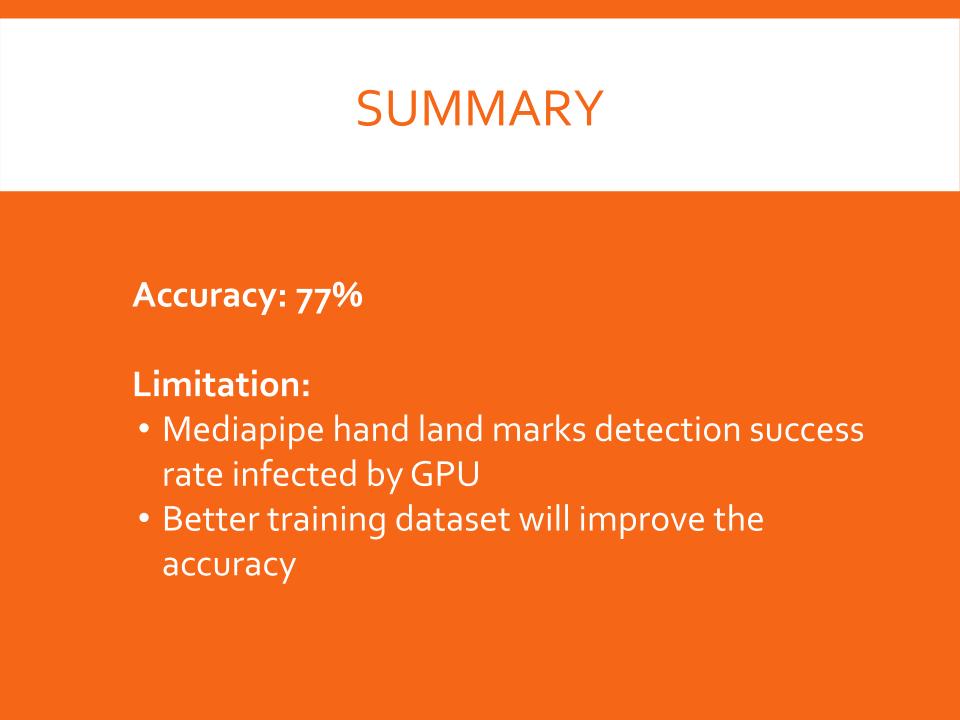 SUMMARY
Accuracy: 77%
Limitation:
• Mediapipe hand land marks detection success
rate infected by GPU
• Better training dataset will improve the
accuracy